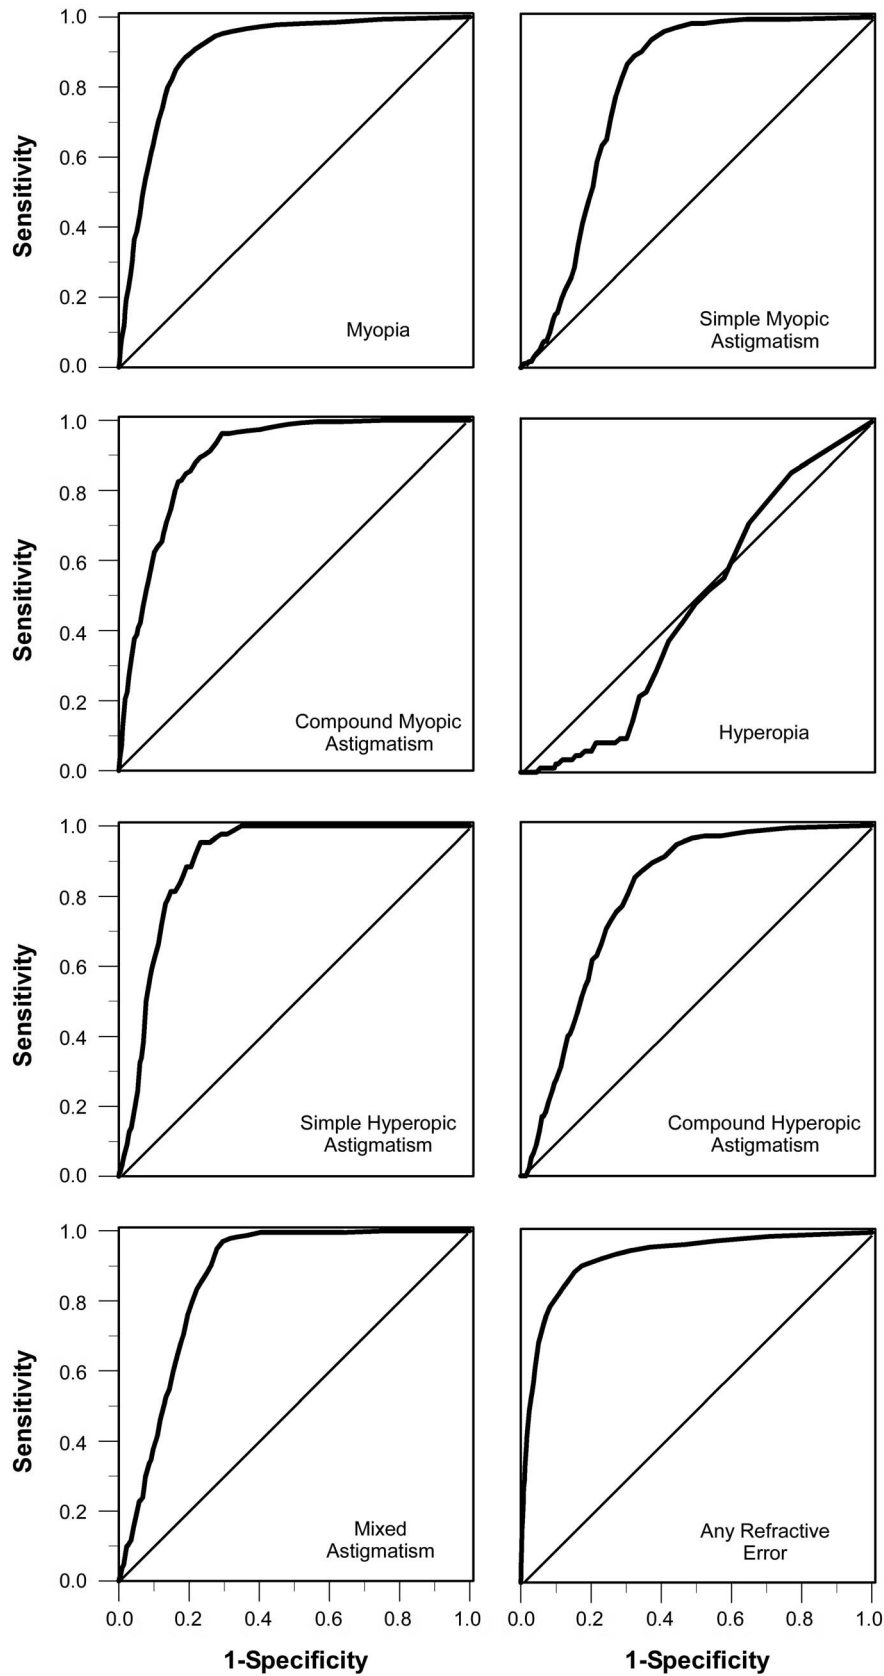 1.0
0.8
0.6
0.4
0.2
0.0
Sensitivity
Myopia
Simple Myopic
Astigmatism
1.0
0.8
0.6
0.4
0.2
0.0
Sensitivity
Compound Myopic
Astigmatism
Hyperopia
1.0
0.8
0.6
0.4
0.2
0.0
Sensitivity
Simple Hyperopic
Astigmatism
Compound Hyperopic
Astigmatism
1.0
0.8
0.6
0.4
0.2
0.0
Sensitivity
Mixed
Astigmatism
Any Refractive
Error
0.0 0.2 0.4 0.6 0.8 1.0
0.0 0.2 0.4 0.6 0.8 1.0
1-Specificity
1-Specificity